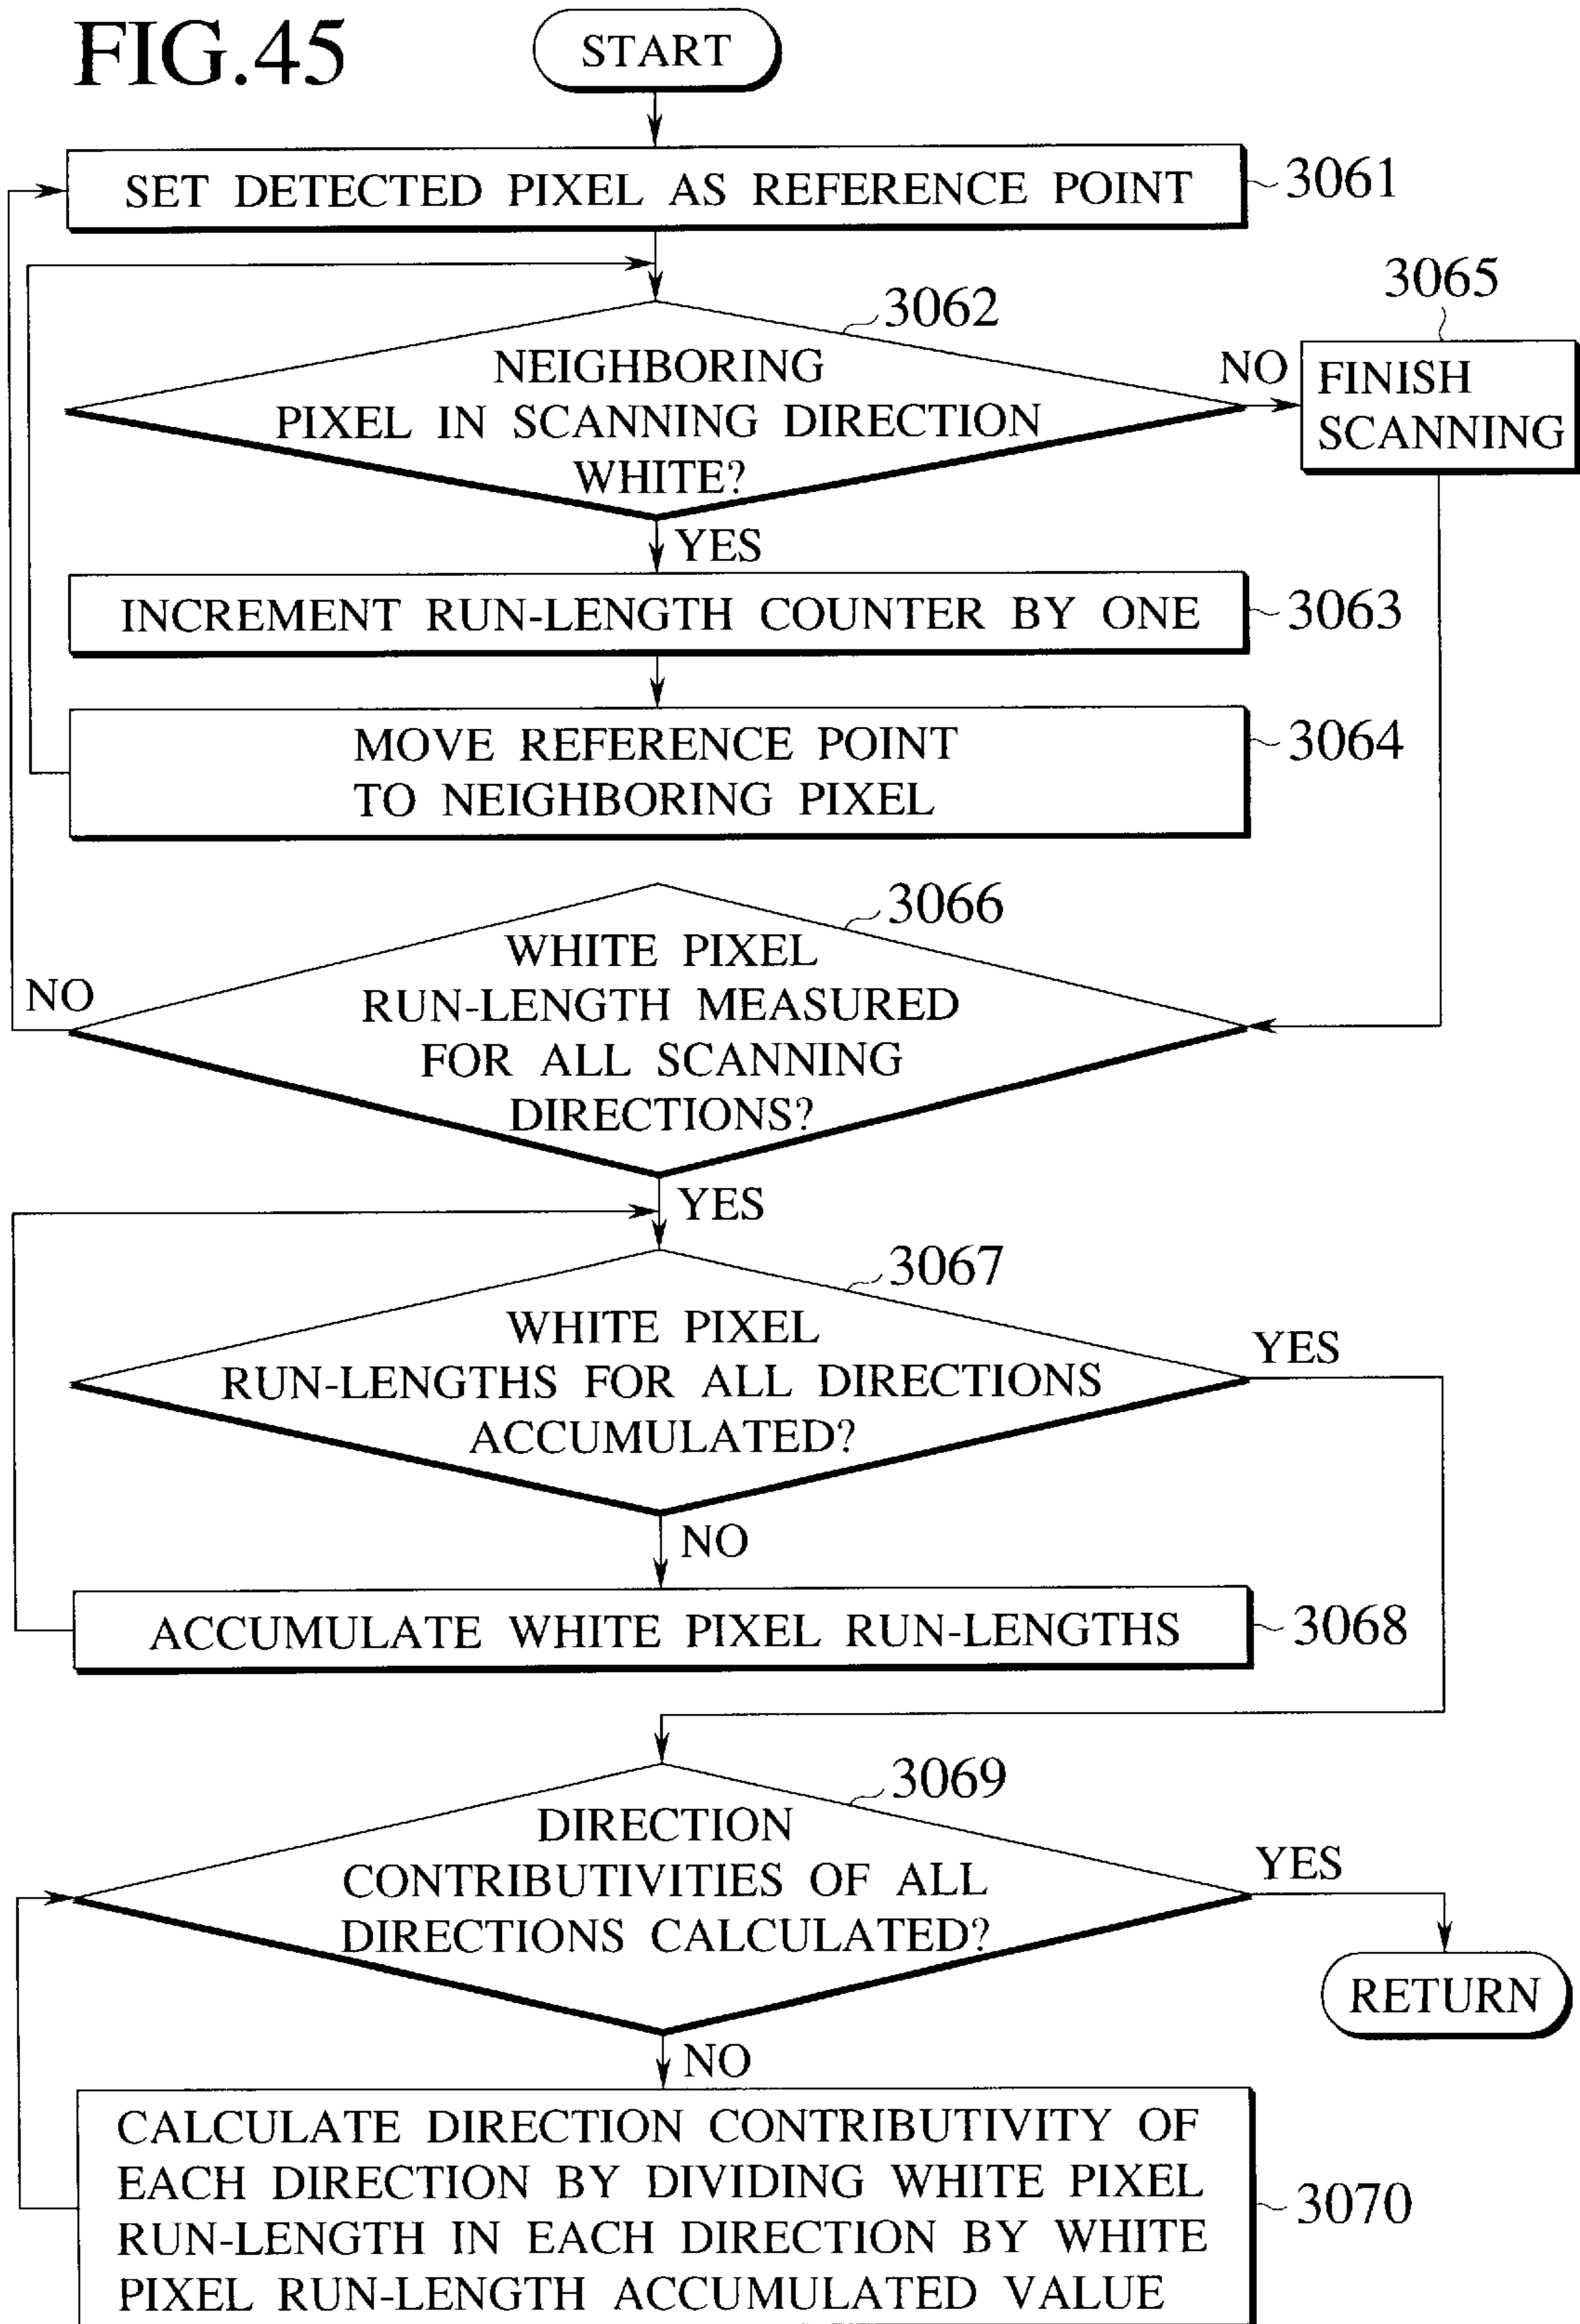 FIG.45
START
SET DETECTED PIXEL AS REFERENCE POINT
3061
3062
3065
NEIGHBORING
PIXEL IN SCANNING DIRECTION
WHITE?
NO
FINISH
SCANNING
YES
INCREMENT RUN-LENGTH COUNTER BY ONE
3063
MOVE REFERENCE POINT
TO NEIGHBORING PIXEL
3064
3066
WHITE PIXEL
RUN-LENGTH MEASURED
FOR ALL SCANNING
DIRECTIONS?
NO
YES
3067
WHITE PIXEL
RUN-LENGTHS FOR ALL DIRECTIONS
ACCUMULATED?
YES
NO
ACCUMULATE WHITE PIXEL RUN-LENGTHS
3068
3069
DIRECTION
CONTRIBUTIVITIES OF ALL
DIRECTIONS CALCULATED?
YES
RETURN
NO
CALCULATE DIRECTION CONTRIBUTIVITY OF
EACH DIRECTION BY DIVIDING WHITE PIXEL
RUN-LENGTH IN EACH DIRECTION BY WHITE
PIXEL RUN-LENGTH ACCUMULATED VALUE
3070